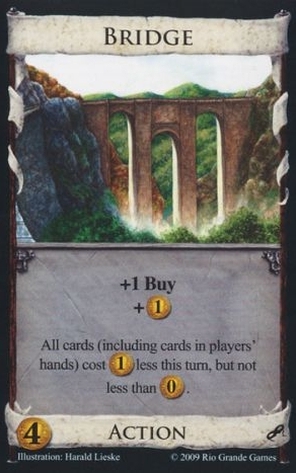 BRIDGE
+1 Buy
+ 1
All cards (including cards in players'
hands) cost 1 less this turn, but not
less than 0.
4 ACTION
Illustration: Harald Lieske © 2009 Rio Grande Games